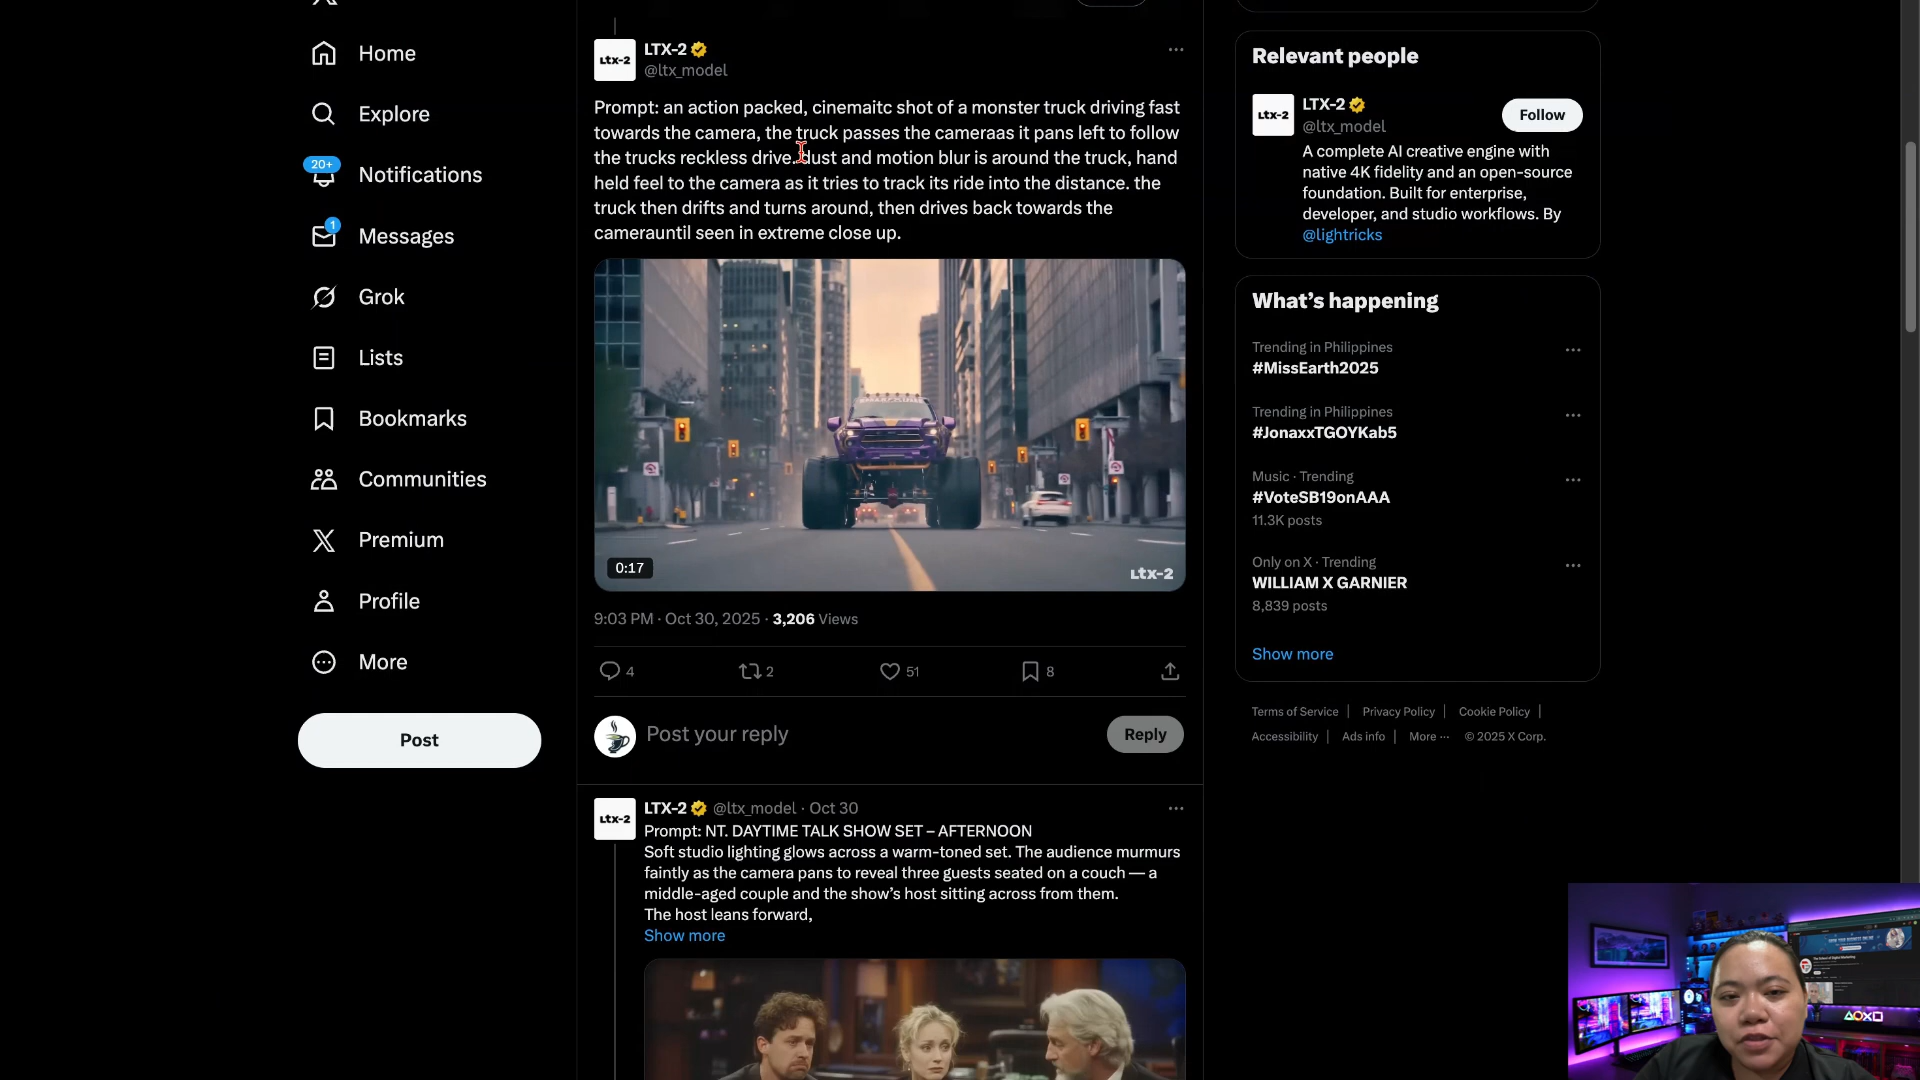 Home
Explore
20+
Notifications
1
Messages
Grok
Lists
Bookmarks
Communities
Premium
Profile
More
Post
LTX-2
LTX-2
@ltx_model
Prompt: an action packed, cinemaitc shot of a monster truck driving fast
towards the camera, the truck passes the cameraas it pans left to follow
the trucks reckless drive. dust and motion blur is around the truck, hand
held feel to the camera as it tries to track its ride into the distance. the
truck then drifts and turns around, then drives back towards the
camerauntil seen in extreme close up.
0:17
LTX-2
9:03 PM · Oct 30, 2025 · 3,206 Views
4
2
51
8
Post your reply
Reply
LTX-2
LTX-2 @ltx_model · Oct 30
Prompt: NT. DAYTIME TALK SHOW SET – AFTERNOON
Soft studio lighting glows across a warm-toned set. The audience murmurs
faintly as the camera pans to reveal three guests seated on a couch — a
middle-aged couple and the show's host sitting across from them.
The host leans forward,
Show more
Relevant people
LTX-2
LTX-2
@ltx_model
Follow
A complete AI creative engine with
native 4K fidelity and an open-source
foundation. Built for enterprise,
developer, and studio workflows. By
@lightricks
What's happening
Trending in Philippines
#MissEarth2025
Trending in Philippines
#JonaxxTGOYKab5
Music · Trending
#VoteSB19onAAA
11.3K posts
Only on X · Trending
WILLIAM X GARNIER
8,839 posts
Show more
Terms of Service | Privacy Policy | Cookie Policy |
Accessibility | Ads info | More ··· © 2025 X Corp.